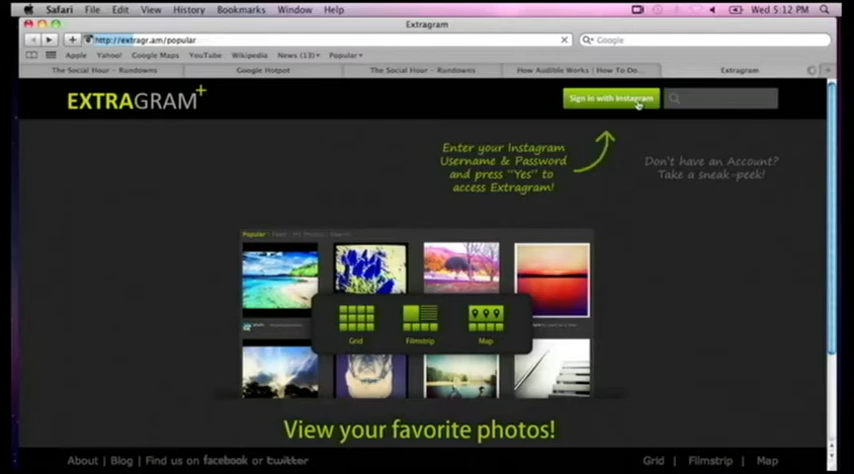 Safari File Edit View History Bookmarks Window Help Wed 5:12 PM
Extragram
http://extragr.am/popular
Google
Apple Yahoo! Google Maps YouTube Wikipedia News (13) Popular
The Social Hour - Rundowns Google Hotpot The Social Hour - Rundowns How Audible Works | How To Do... Extragram
EXTRAGRAM+
Sign in with Instagram
Enter your Instagram
Username & Password
and press "Yes" to
access Extragram!
Don't have an Account?
Take a sneak-peek!
Popular
Grid Filmstrip Map
View your favorite photos!
About | Blog | Find us on facebook or twitter
Grid | Filmstrip | Map